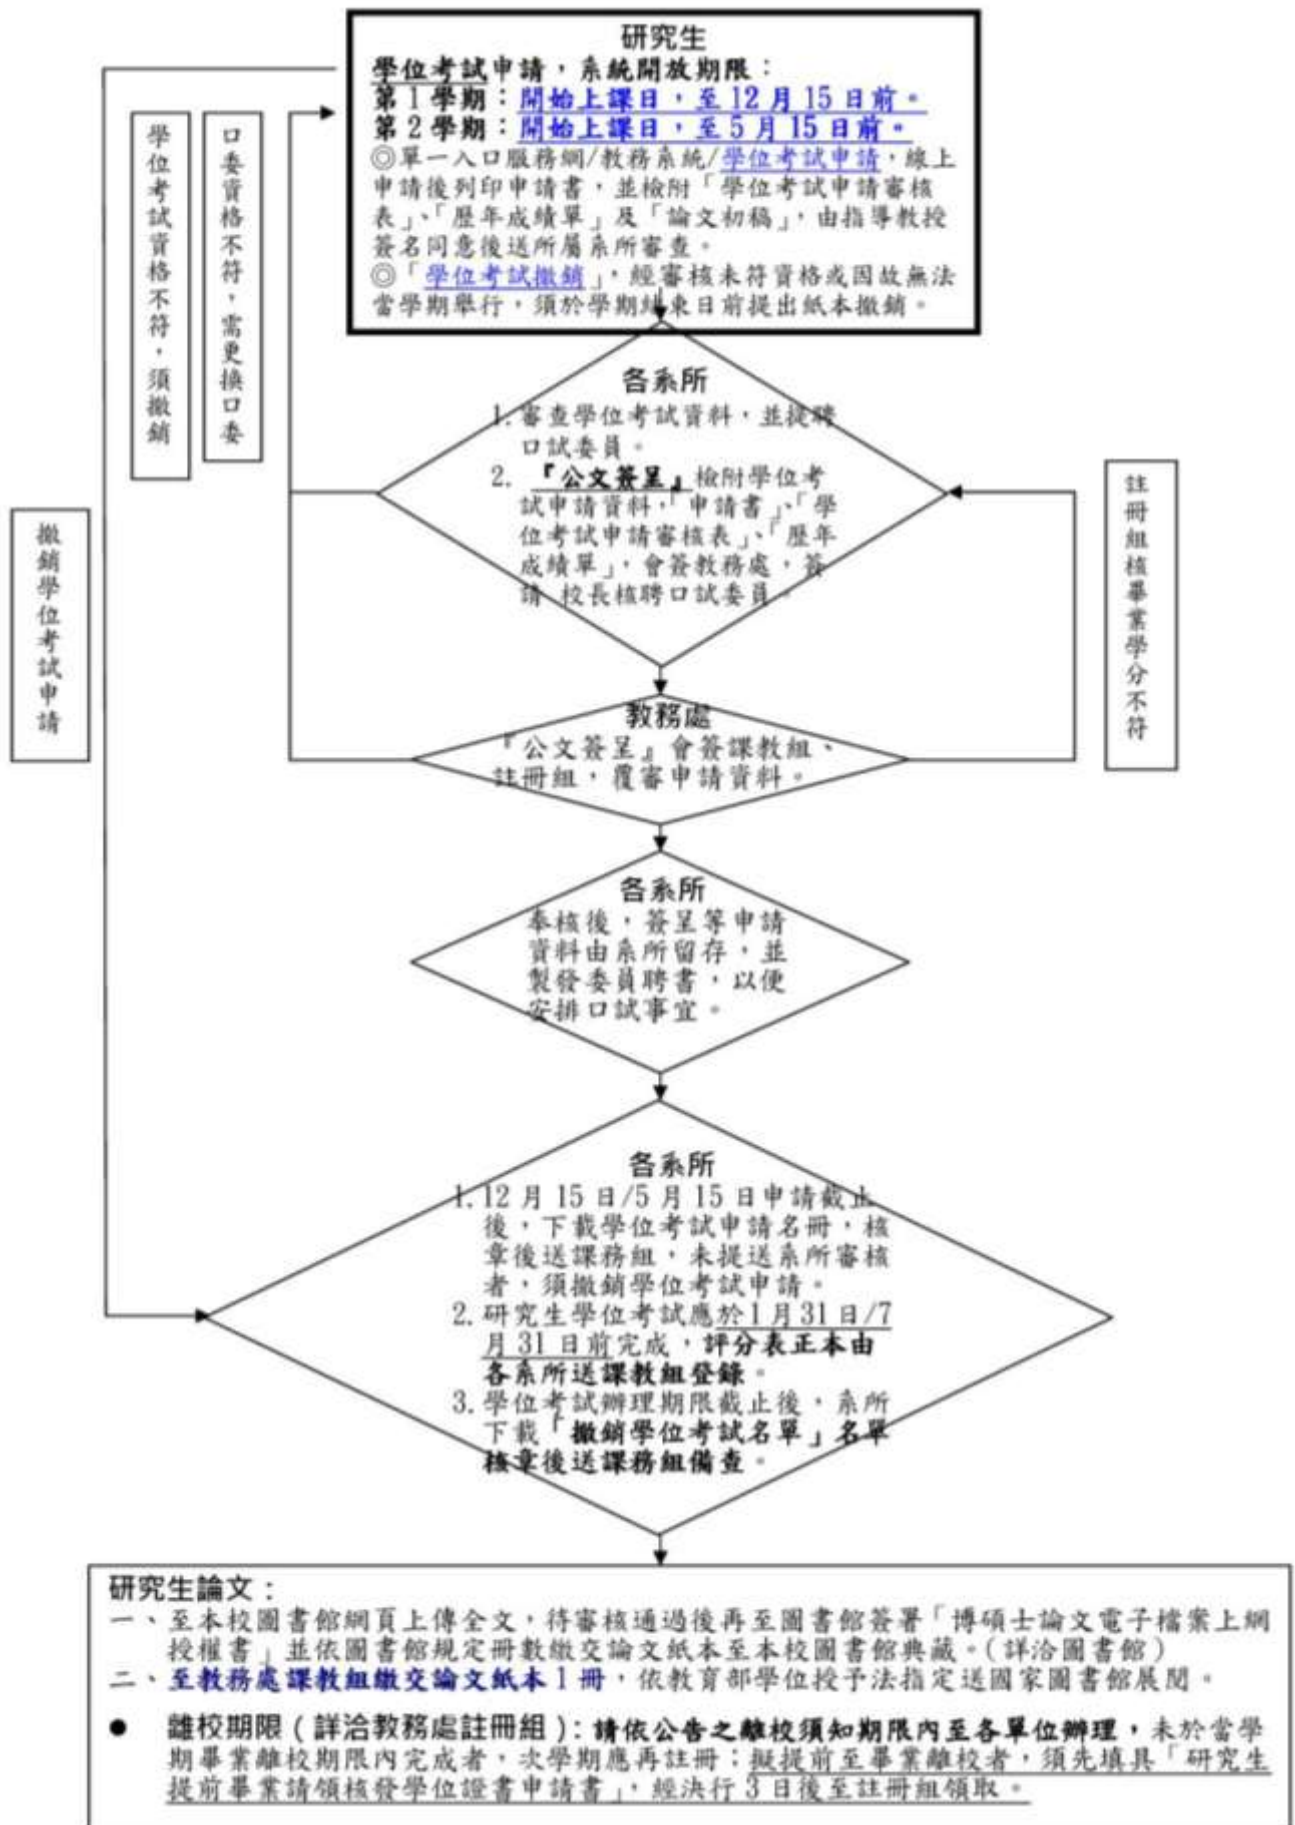 研究生
學位考試申請，系統開放期限：
第 1 學期：開始上課日，至 12 月 15 日前。
第 2 學期：開始上課日，至 5 月 15 日前。
◎單一入口服務網/教務系統/學位考試申請，線上
申請後列印申請書，並檢附「學位考試申請審核
表」、「歷年成績單」及「論文初稿」，由指導教授
簽名同意後送所屬系所審查。
◎「學位考試撤銷」，經審核未符資格或因故無法
當學期舉行，須於學期結束日前提出紙本撤銷。
學位考試資格不符，須撤銷
口委資格不符，需更換口委
撤銷學位考試申請
註冊組核畢業學分不符
各系所
1. 審查學位考試資料，並提聘
口試委員。
2. 『公文簽呈』檢附學位考
試申請資料，「申請書」、「學
位考試申請審核表」、「歷年
成績單」，會簽教務處，簽
請 校長核聘口試委員。
教務處
『公文簽呈』會簽課教組、
註冊組，覆審申請資料。
各系所
奉核後，簽呈等申請
資料由系所留存，並
製發委員聘書，以便
安排口試事宜。
各系所
1. 12 月 15 日/5 月 15 日申請截止
後，下載學位考試申請名冊，核
章後送課務組，未提送系所審核
者，須撤銷學位考試申請。
2. 研究生學位考試應於 1 月 31 日/7
月 31 日前完成，評分表正本由
各系所送課教組登錄。
3. 學位考試辦理期限截止後，系所
下載「撤銷學位考試名單」名單
核章後送課務組備查。
研究生論文：
一、至本校圖書館網頁上傳全文，待審核通過後再至圖書館簽署「博碩士論文電子檔案上網
授權書」並依圖書館規定冊數繳交論文紙本至本校圖書館典藏。(詳洽圖書館)
二、至教務處課教組繳交論文紙本 1 冊，依教育部學位授予法指定送國家圖書館展閱。
● 離校期限（詳洽教務處註冊組）：請依公告之離校須知期限內至各單位辦理，未於當學
期畢業離校期限內完成者，次學期應再註冊；擬提前至畢業離校者，須先填具「研究生
提前畢業請領核發學位證書申請書」，經決行 3 日後至註冊組領取。